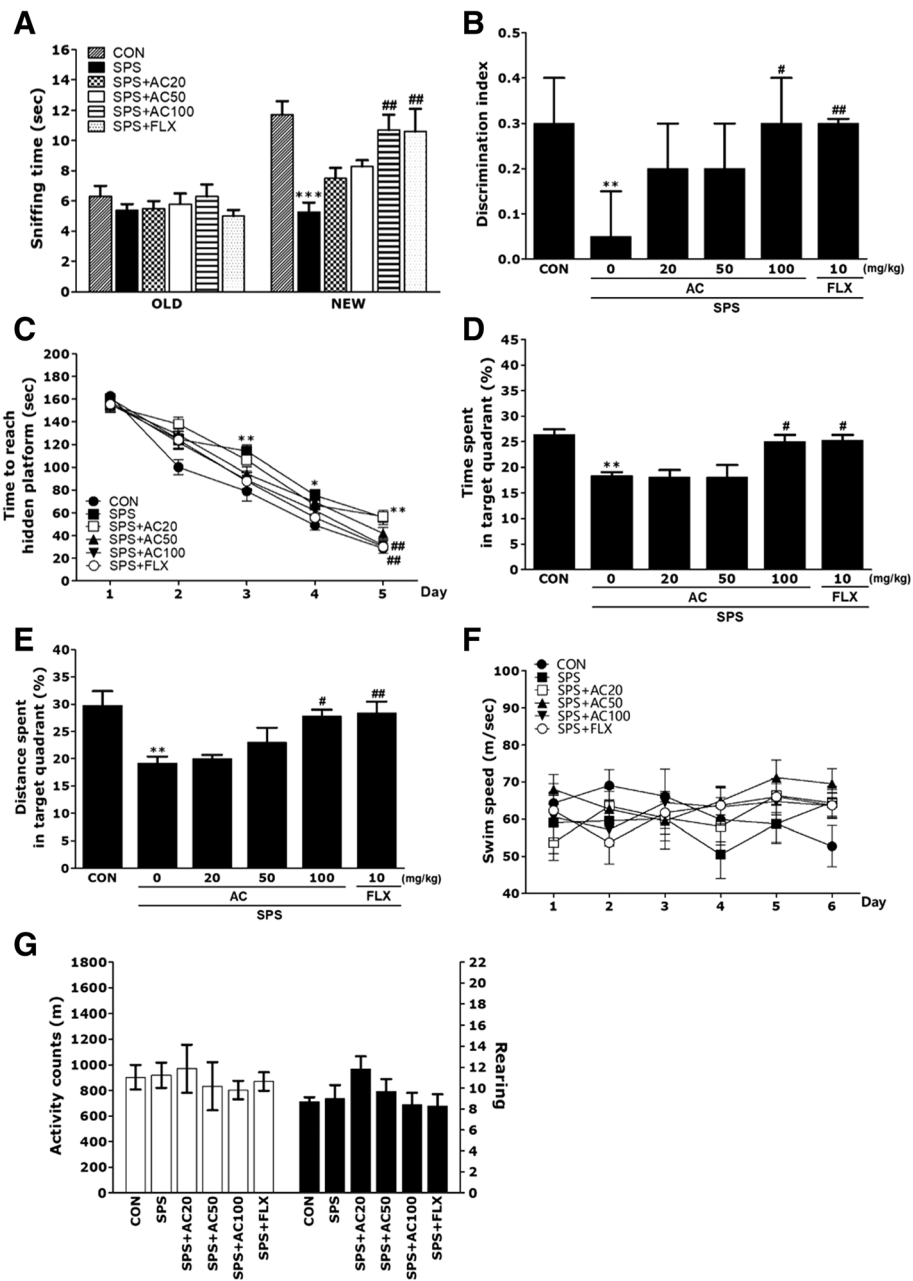 A
Sniffing time (sec)
16
14
12
10
8
6
4
2
0
CON
SPS
SPS+AC20
SPS+AC50
SPS+AC100
SPS+FLX
***
##
##
OLD NEW
B
Discrimination index
0.5
0.4
0.3
0.2
0.1
0.0
**
#
##
CON 0 20 50 100 10 (mg/kg)
AC FLX
SPS
C
Time to reach
hidden platform (sec)
200
180
160
140
120
100
80
60
40
20
0
CON
SPS
SPS+AC20
SPS+AC50
SPS+AC100
SPS+FLX
**
*
**
##
##
1 2 3 4 5 Day
D
Time spent
in target quadrant (%)
45
40
35
30
25
20
15
10
5
0
**
#
#
CON 0 20 50 100 10 (mg/kg)
AC FLX
SPS
E
Distance spent
in target quadrant (%)
40
35
30
25
20
15
10
5
0
**
#
##
CON 0 20 50 100 10 (mg/kg)
AC FLX
SPS
F
Swim speed (m/sec)
100
90
80
70
60
50
40
CON
SPS
SPS+AC20
SPS+AC50
SPS+AC100
SPS+FLX
1 2 3 4 5 6 Day
G
Activity counts (m)
1800
1600
1400
1200
1000
800
600
400
200
0
22
20
18
16
14
12
10
8
6
4
2
0
Rearing
CON
SPS
SPS+AC20
SPS+AC50
SPS+AC100
SPS+FLX
CON
SPS
SPS+AC20
SPS+AC50
SPS+AC100
SPS+FLX